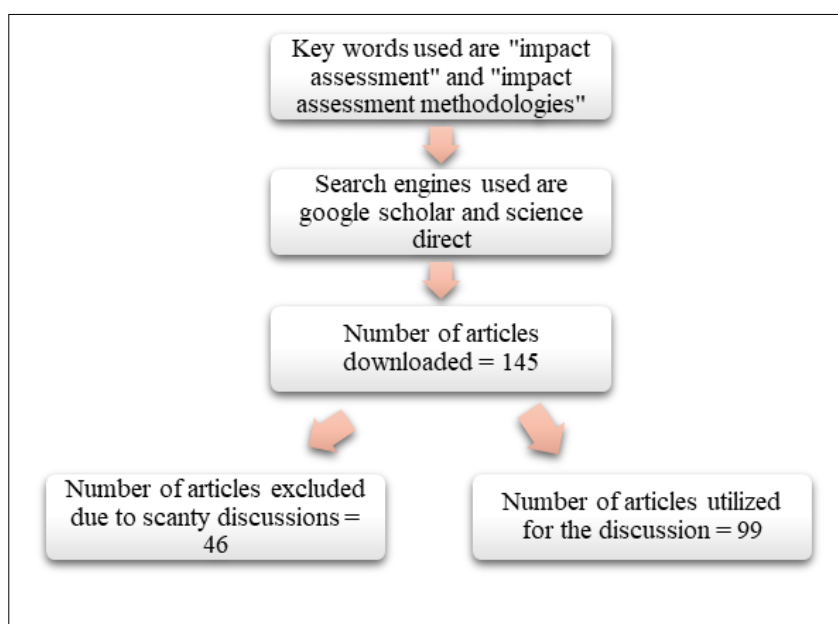 Key words used are "impact
assessment" and "impact
assessment methodologies"
Search engines used are
google scholar and science
direct
Number of articles
downloaded = 145
Number of articles excluded
due to scanty discussions =
46
Number of articles utilized
for the discussion = 99